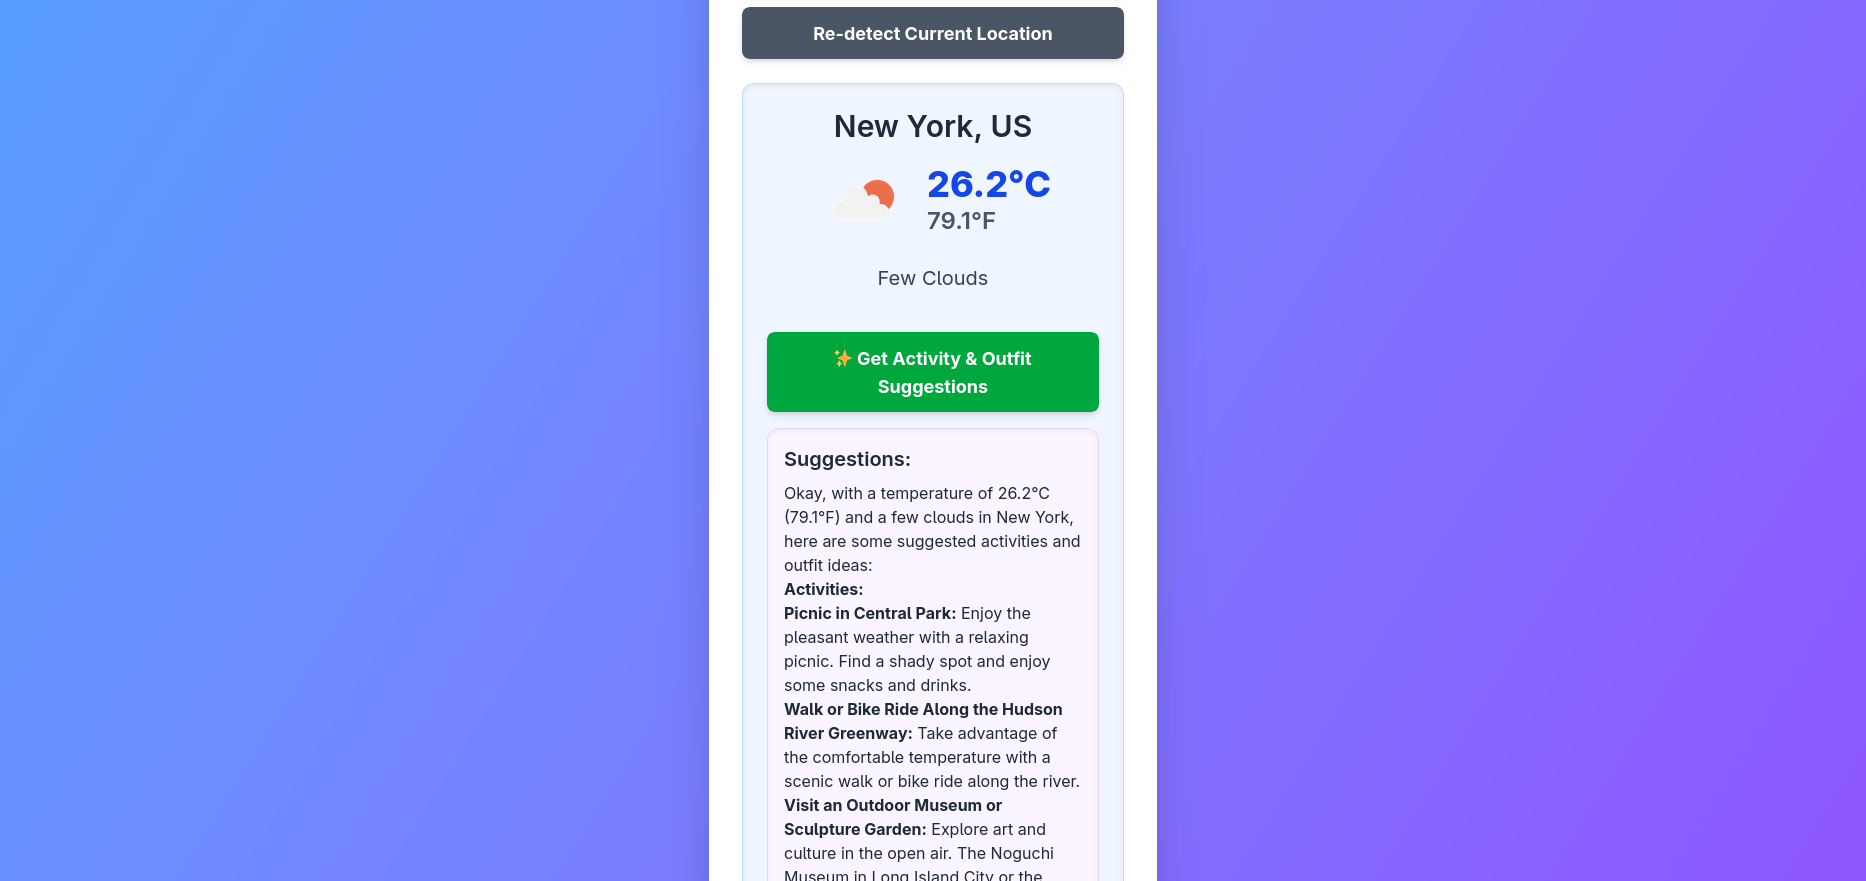 Re-detect Current Location
New York, US
26.2°C
79.1°F
Few Clouds
✨ Get Activity & Outfit
Suggestions
Suggestions:
Okay, with a temperature of 26.2°C
(79.1°F) and a few clouds in New York,
here are some suggested activities and
outfit ideas:
Activities:
Picnic in Central Park: Enjoy the
pleasant weather with a relaxing
picnic. Find a shady spot and enjoy
some snacks and drinks.
Walk or Bike Ride Along the Hudson
River Greenway: Take advantage of
the comfortable temperature with a
scenic walk or bike ride along the river.
Visit an Outdoor Museum or
Sculpture Garden: Explore art and
culture in the open air. The Noguchi
Museum in Long Island City or the